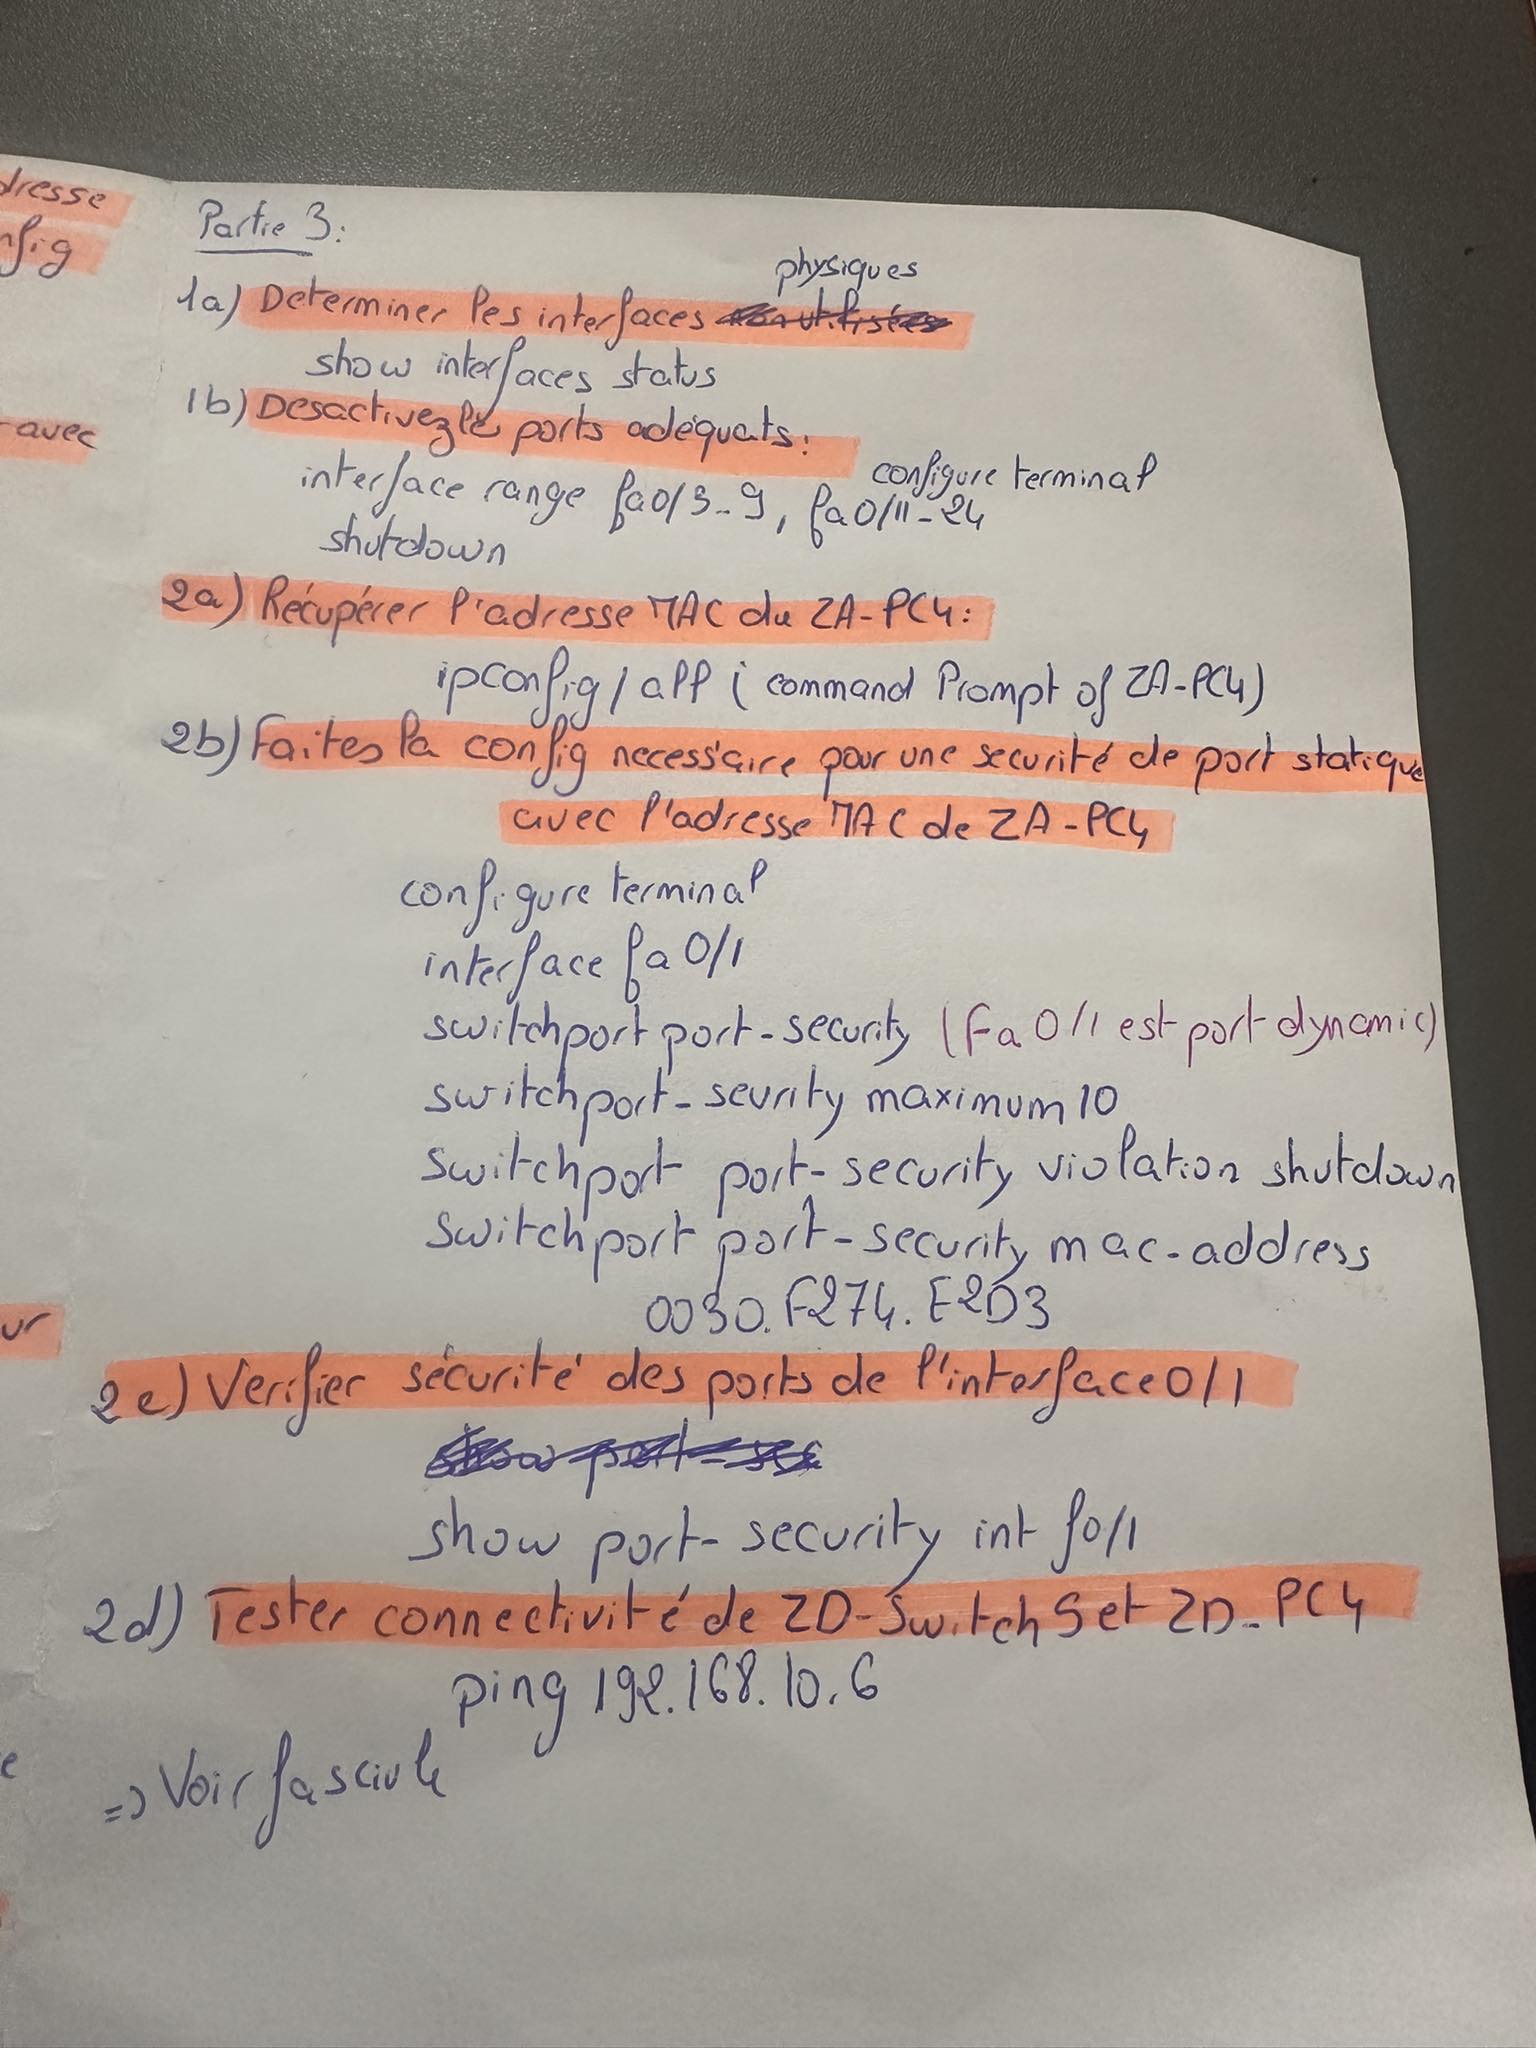 dresse
nfig
avec
ur
e
Partie 3:
physiques
1a) Determiner les interfaces
show interfaces status
1b) Desactivez le ports adéquats:
configure terminal
interface range fa0/3-9, fa0/11-24
shutdown
2a) Récupérer l'adresse MAC du ZA-PC4:
ipconfig/all (command Prompt of ZA-PC4)
2b) Faites la config necessaire pour une securité de port statique
avec l'adresse MAC de ZA-PC4
configure terminal
interface fa0/1
switchport port-security (Fa0/1 est port dynamic)
switchport-sevrity maximum 10
switchport port-security violation shutdown
switchport port-security mac-address
0030.F274.E2D3
2c) Verifier sécurité des ports de l'interface 0/1
show port-security int f0/1
2d) Tester connectivité de ZD-Switch5 et ZD-PC4
ping 192.168.10.6
=> Voir fascicule